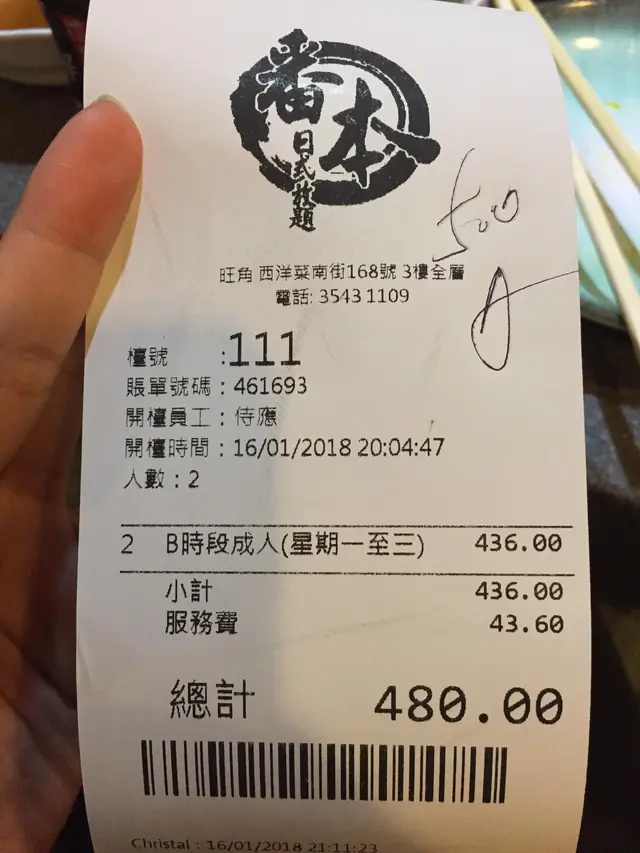 番本
日式放題
500
旺角 西洋菜南街168號 3樓全層
電話: 3543 1109
檯號 :111
賬單號碼 : 461693
開檯員工 : 侍應
開檯時間 : 16/01/2018 20:04:47
人數 : 2
2 B時段成人(星期一至三) 436.00
小計 436.00
服務費 43.60
總計 480.00
Christal : 16/01/2018 21:11:23